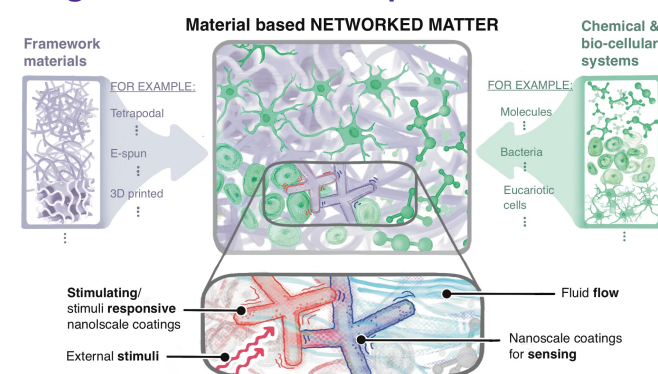 Material based NETWORKED MATTER
Framework
materials
FOR EXAMPLE:
Tetrapodal
E-spun
3D printed
Chemical &
bio-cellular
systems
FOR EXAMPLE:
Molecules
Bacteria
Eucariotic
cells
Stimulating/
stimuli responsive
nanolscale coatings
External stimuli
Fluid flow
Nanoscale coatings
for sensing